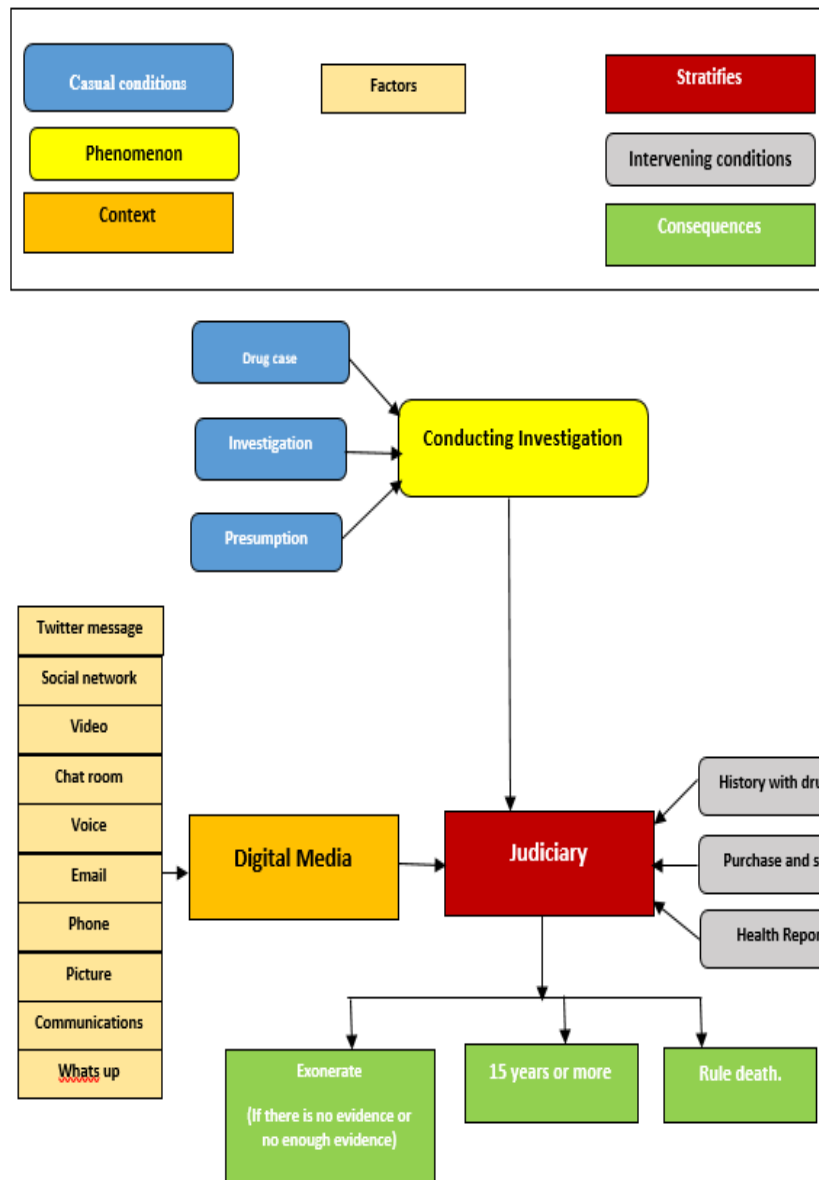 Casual conditions
Factors
Stratifies
Phenomenon
Intervening conditions
Context
Consequences
Drug case
Conducting Investigation
Investigation
Presumption
Twitter message
Social network
Video
Chat room
Voice
Email
Phone
Picture
Communications
Whats up
Digital Media
Judiciary
History with
Purchase and
Health
Exonerate
(If there is no evidence or
no enough evidence)
15 years or more
Rule death.